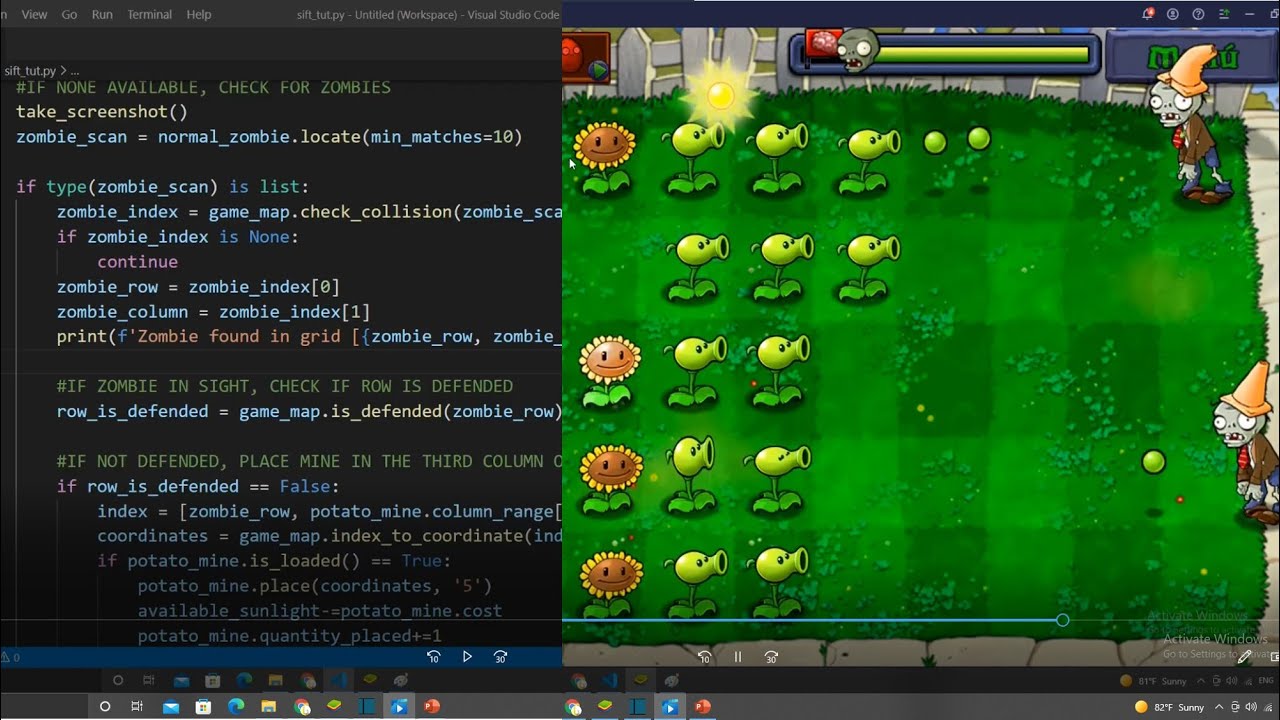 n View Go Run Terminal Help sift_tut.py - Untitled (Workspace) - Visual Studio Code
sift_tut.py > ...
#IF NONE AVAILABLE, CHECK FOR ZOMBIES
take_screenshot()
zombie_scan = normal_zombie.locate(min_matches=10)
if type(zombie_scan) is list:
zombie_index = game_map.check_collision(zombie_sca
if zombie_index is None:
continue
zombie_row = zombie_index[0]
zombie_column = zombie_index[1]
print(f'Zombie found in grid [{zombie_row, zombie_
#IF ZOMBIE IN SIGHT, CHECK IF ROW IS DEFENDED
row_is_defended = game_map.is_defended(zombie_row)
#IF NOT DEFENDED, PLACE MINE IN THE THIRD COLUMN O
if row_is_defended == False:
index = [zombie_row, potato_mine.column_range[
coordinates = game_map.index_to_coordinate(ind
if potato_mine.is_loaded() == True:
potato_mine.place(coordinates, '5')
available_sunlight-=potato_mine.cost
potato_mine.quantity_placed+=1
0
10
30
Menú
10
30
Activate Windows
Activate Windows
Go to Settings to activate
81°F Sunny
ENG
82°F Sunny